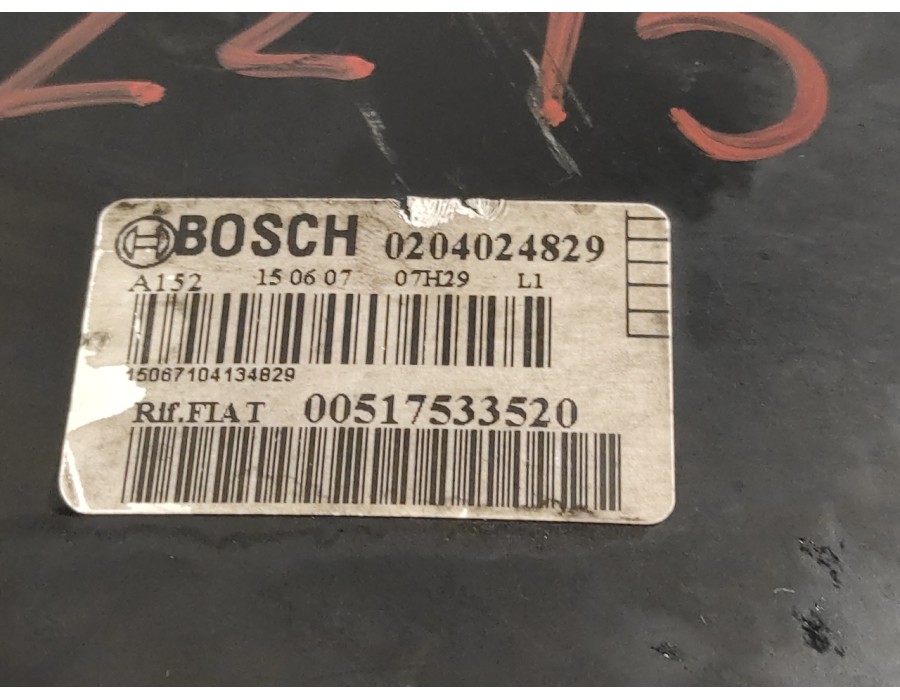 BOSCH 0204024829
A152 15 06 07 07H29 L1
15067104134829
Rif.FIAT 00517533520